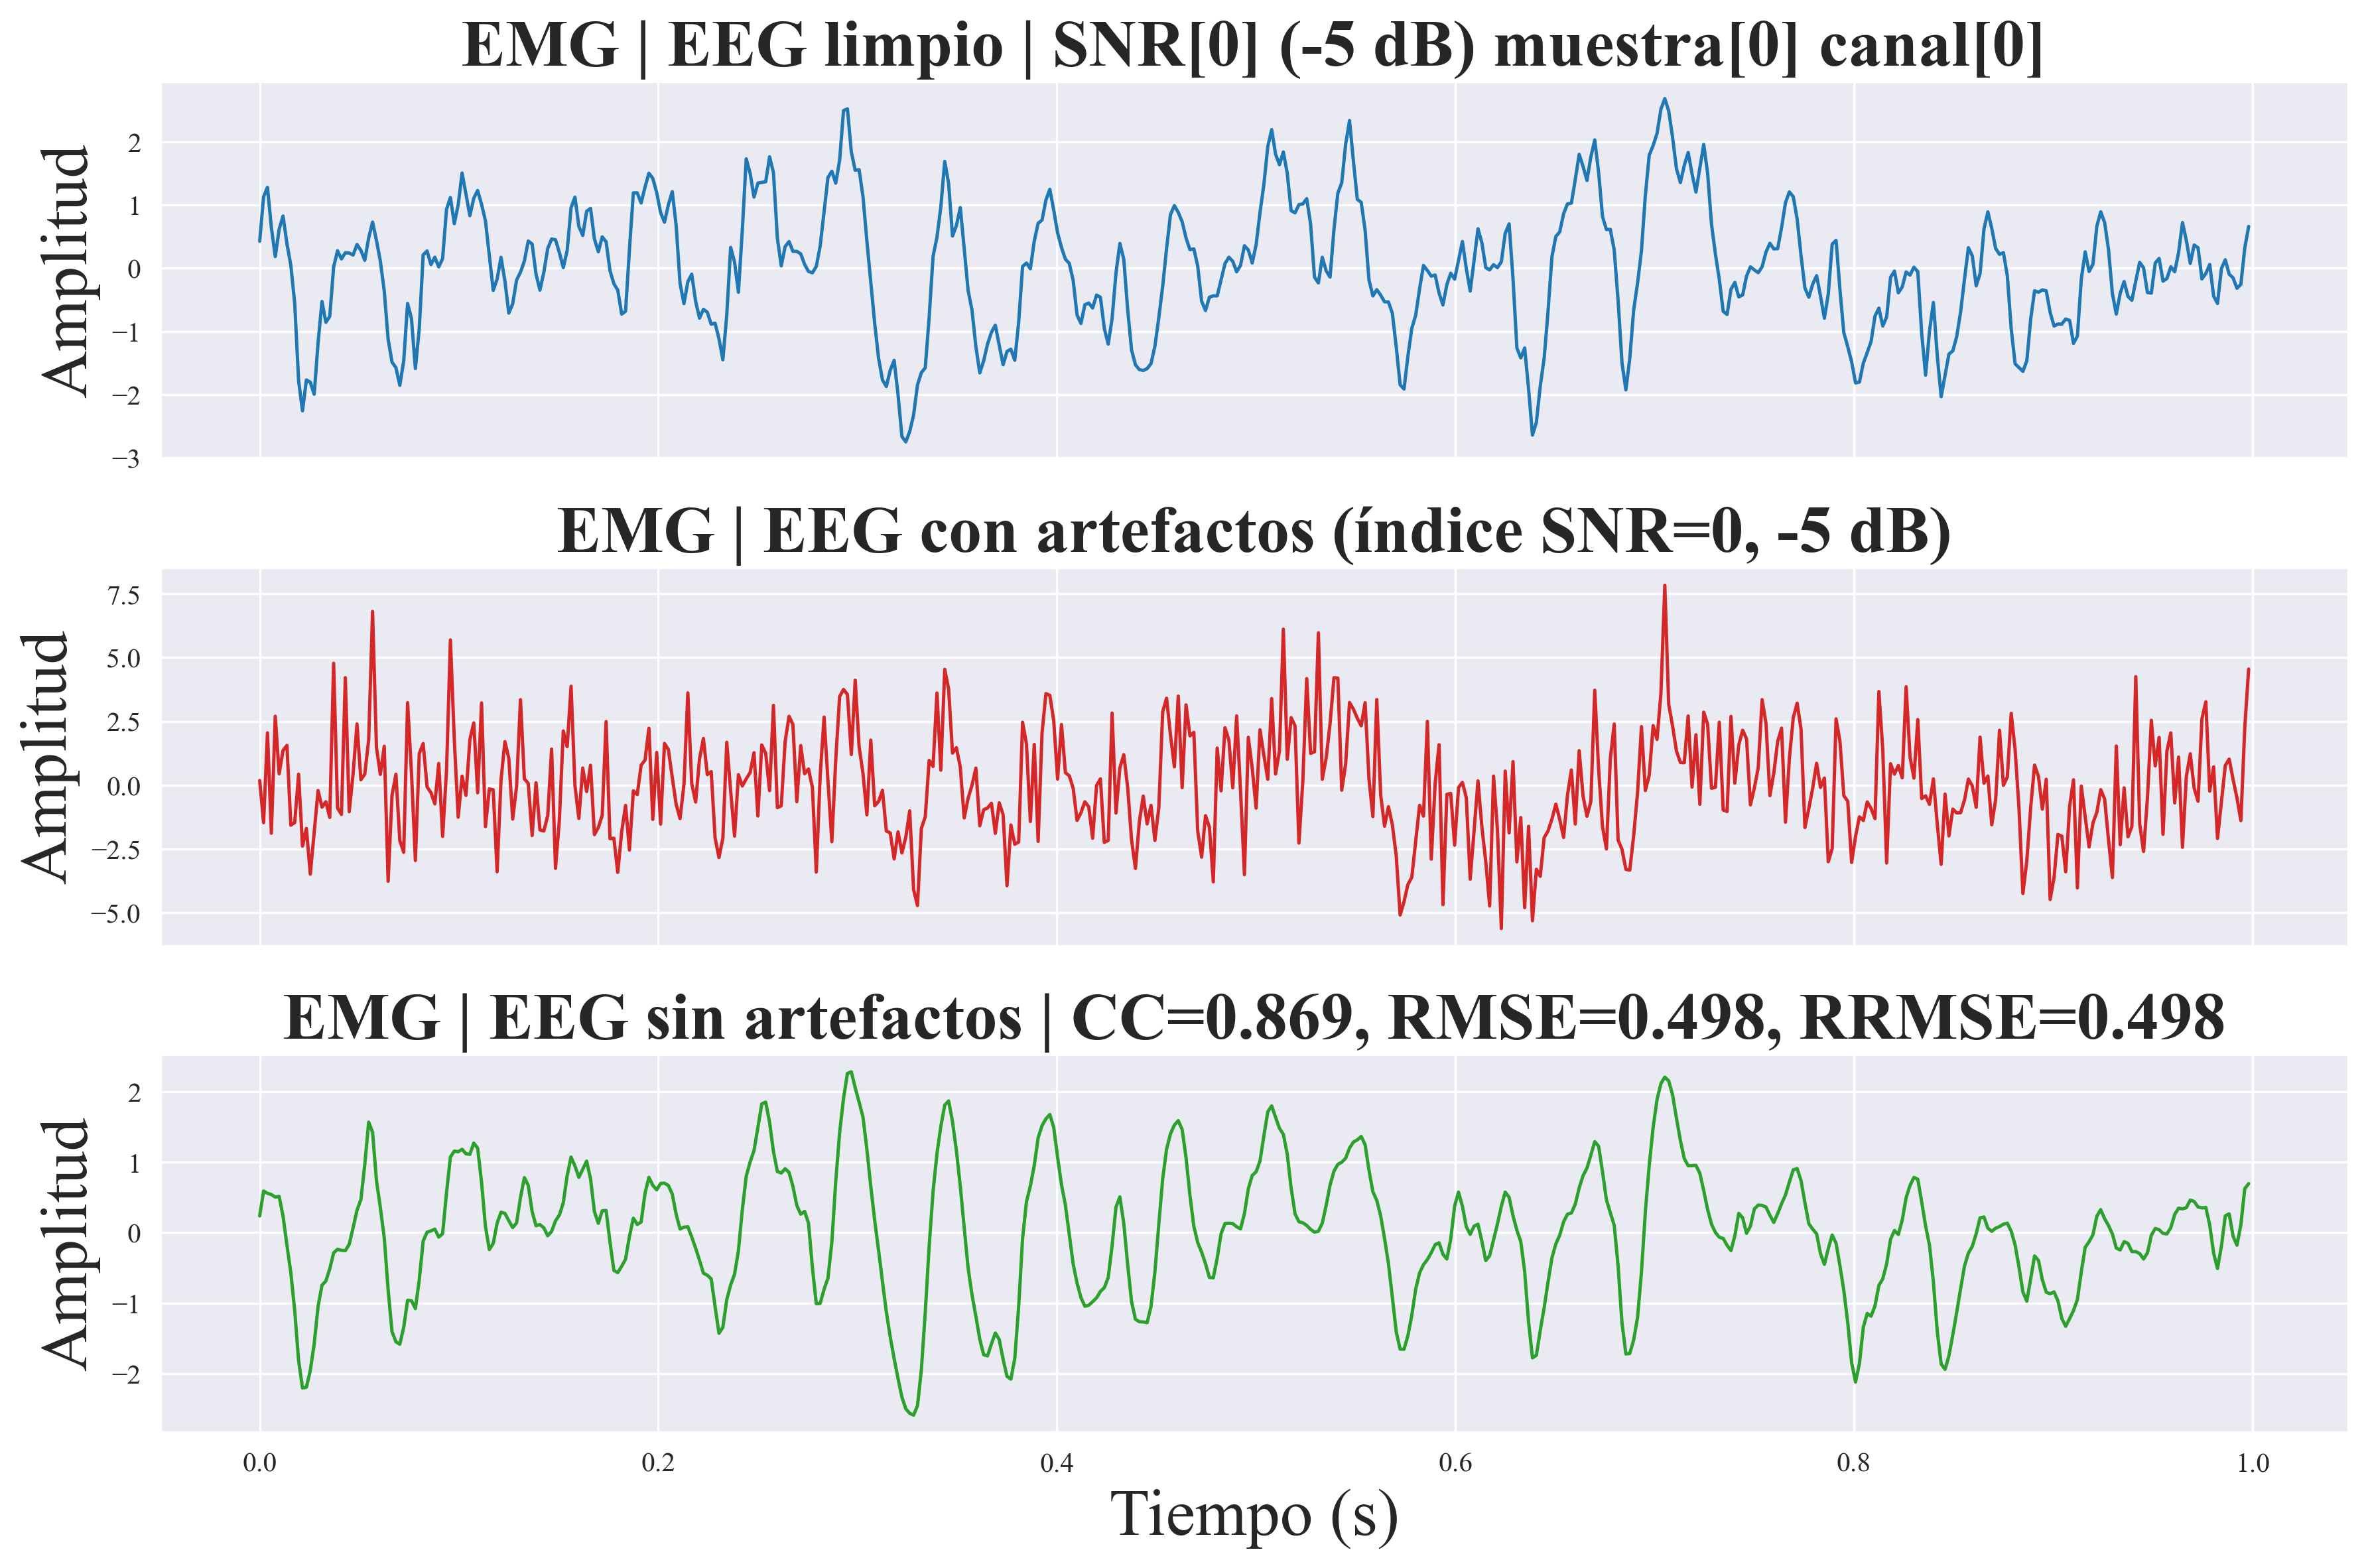 EMG | EEG limpio | SNR[0] (-5 dB) muestra[0] canal[0]
Amplitud
2
1
0
−1
−2
−3
EMG | EEG con artefactos (índice SNR=0, -5 dB)
Amplitud
7.5
5.0
2.5
0.0
−2.5
−5.0
EMG | EEG sin artefactos | CC=0.869, RMSE=0.498, RRMSE=0.498
Amplitud
2
1
0
−1
−2
0.0 0.2 0.4 0.6 0.8 1.0
Tiempo (s)